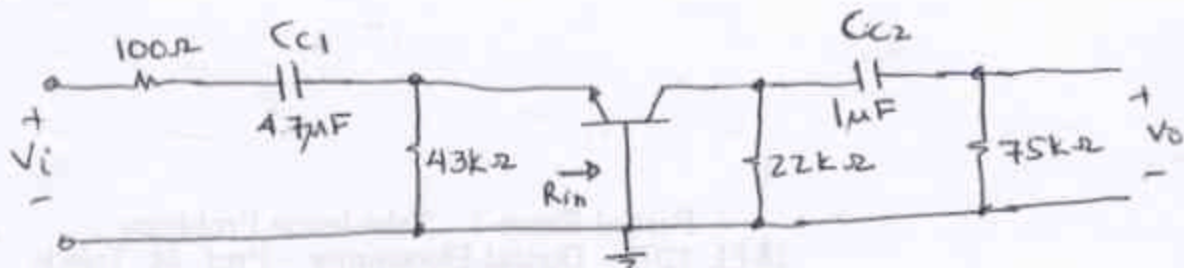 100Ω Cc1 Cc2
4.7μF 1μF
+ Vi -
43kΩ Rin 22kΩ 75kΩ
+ Vo -